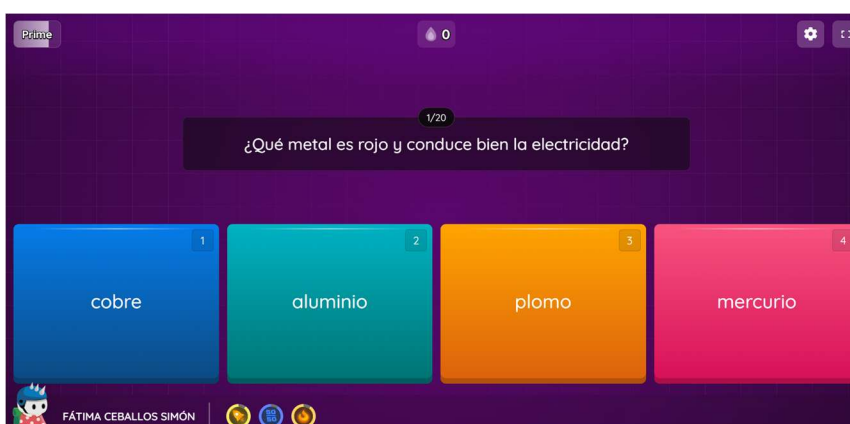 Prime
0
1/20
¿Qué metal es rojo y conduce bien la electricidad?
1
2
3
4
cobre
aluminio
plomo
mercurio
FÁTIMA CEBALLOS SIMÓN